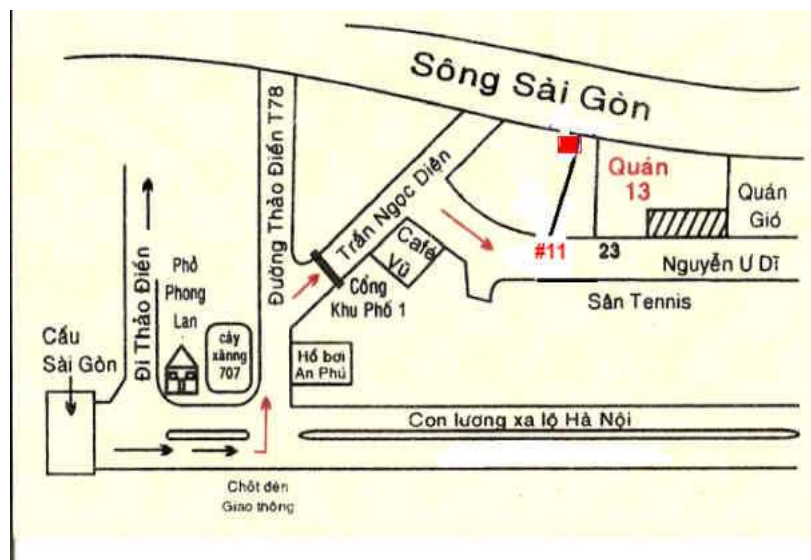 Sông Sài Gòn
Đường Thảo Điền T78
Trần Ngọc Diện
Quán
13
Quán
Gió
Café
Vũ
#11
23
Nguyễn Ư Dĩ
Đi Thảo Điền
Phở
Phong
Lan
Cổng
Khu Phố 1
Sân Tennis
Cầu
Sài Gòn
cây
xănng
707
Hồ bơi
An Phú
Con lương xa lộ Hà Nội
Chốt đèn
Giao thông